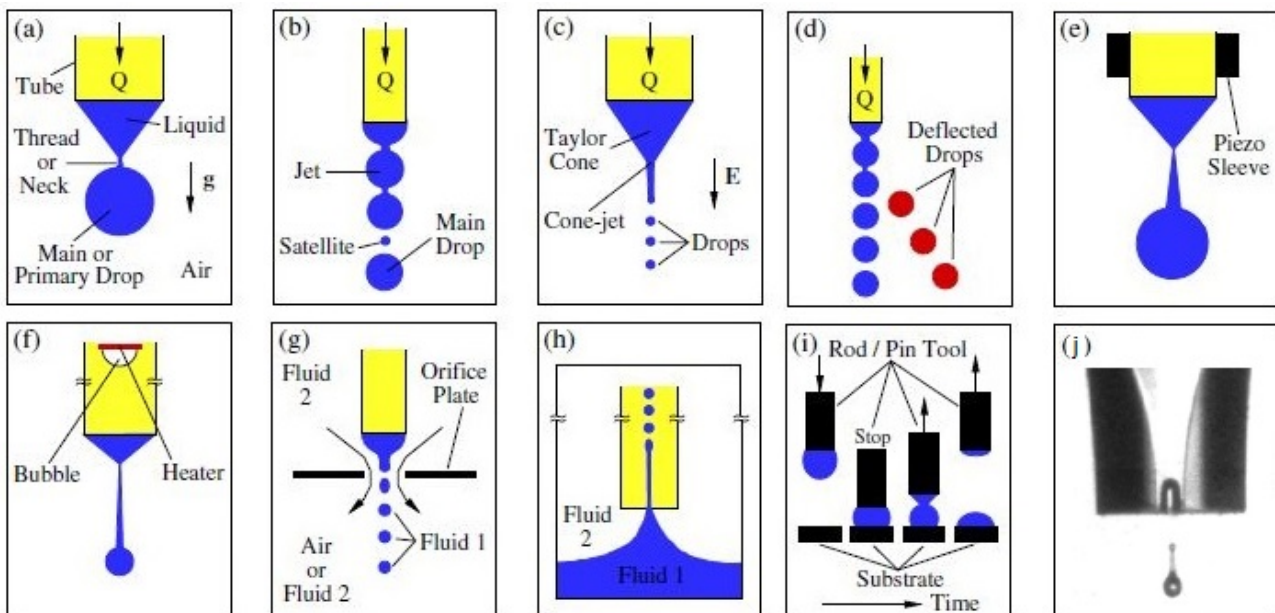 (a)
Q
Tube
Liquid
Thread
or
Neck
g
Main or
Primary Drop
Air
(b)
Q
Jet
Satellite
Main
Drop
(c)
Q
Taylor
Cone
E
Cone-jet
Drops
(d)
Q
Deflected
Drops
(e)
Piezo
Sleeve
(f)
Bubble
Heater
(g)
Fluid
2
Orifice
Plate
Air
or
Fluid 2
Fluid 1
(h)
Fluid
2
Fluid 1
(i)
Rod / Pin Tool
Stop
Substrate
Time
(j)